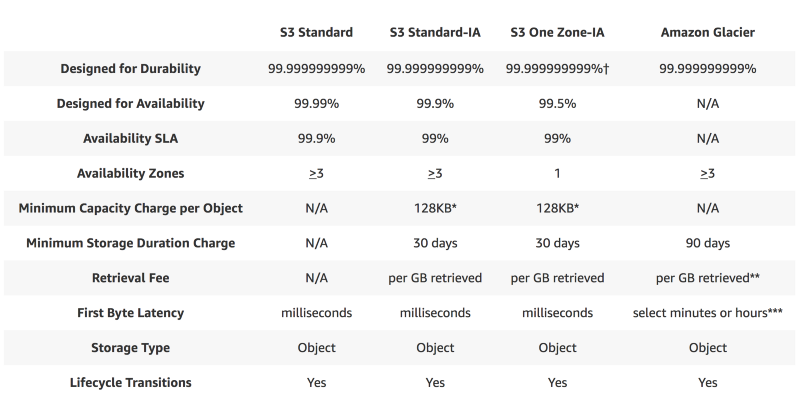 S3 Standard S3 Standard-IA S3 One Zone-IA Amazon Glacier
Designed for Durability 99.999999999% 99.999999999% 99.999999999%† 99.999999999%
Designed for Availability 99.99% 99.9% 99.5% N/A
Availability SLA 99.9% 99% 99% N/A
Availability Zones ≥3 ≥3 1 ≥3
Minimum Capacity Charge per Object N/A 128KB* 128KB* N/A
Minimum Storage Duration Charge N/A 30 days 30 days 90 days
Retrieval Fee N/A per GB retrieved per GB retrieved per GB retrieved**
First Byte Latency milliseconds milliseconds milliseconds select minutes or hours***
Storage Type Object Object Object Object
Lifecycle Transitions Yes Yes Yes Yes